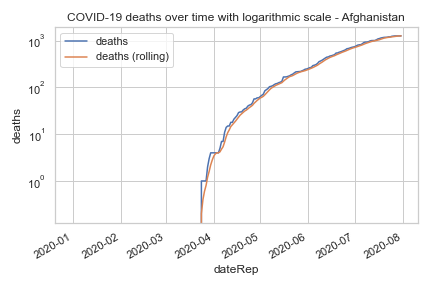 COVID-19 deaths over time with logarithmic scale - Afghanistan
deaths
deaths (rolling)
10³
10²
10¹
10⁰
deaths
2020-01
2020-02
2020-03
2020-04
2020-05
2020-06
2020-07
2020-08
dateRep